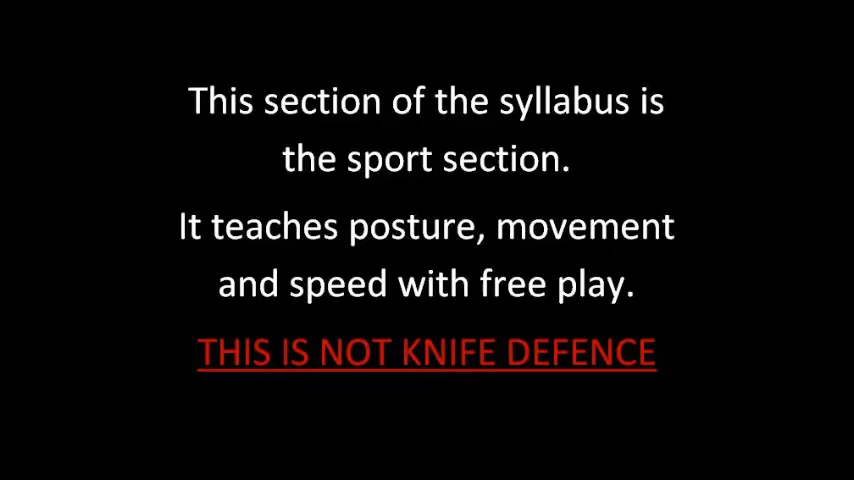 This section of the syllabus is
the sport section.
It teaches posture, movement
and speed with free play.
THIS IS NOT KNIFE DEFENCE